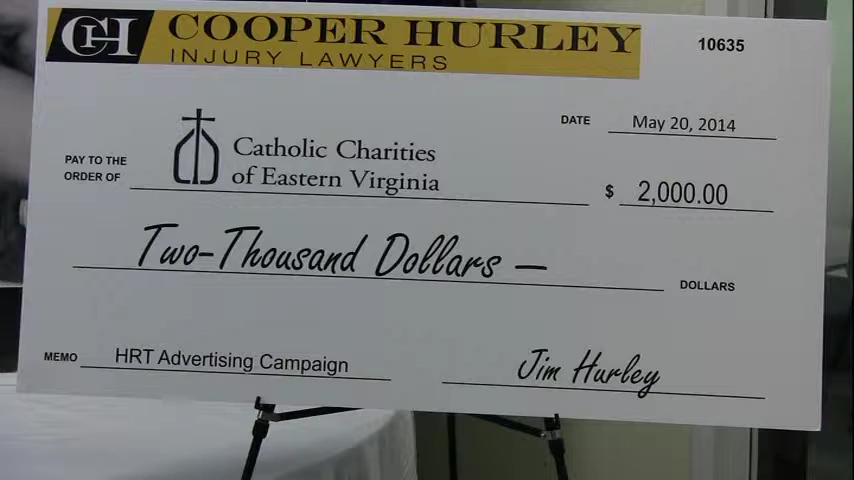 CH COOPER HURLEY
INJURY LAWYERS
10635
DATE May 20, 2014
PAY TO THE
ORDER OF
Catholic Charities
of Eastern Virginia
$ 2,000.00
Two-Thousand Dollars —
DOLLARS
MEMO HRT Advertising Campaign
Jim Hurley